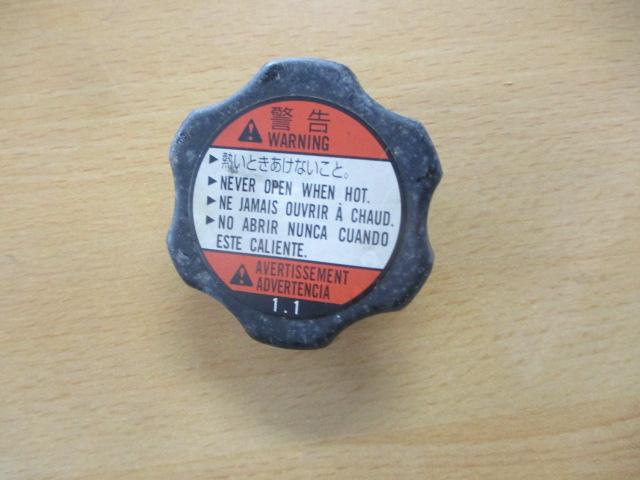 警告
WARNING
▶熱いときあけないこと。
▶NEVER OPEN WHEN HOT.
▶NE JAMAIS OUVRIR À CHAUD.
▶NO ABRIR NUNCA CUANDO
ESTE CALIENTE.
AVERTISSEMENT
ADVERTENCIA
1.1